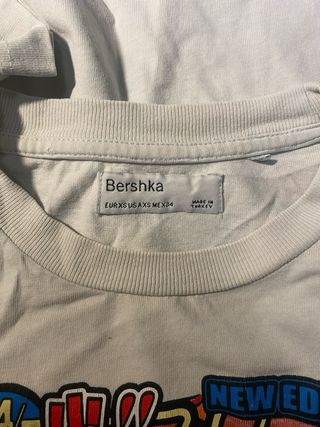 Bershka
EUR XS USA XS MEX 34
MADE IN
TURKEY
NEW ED